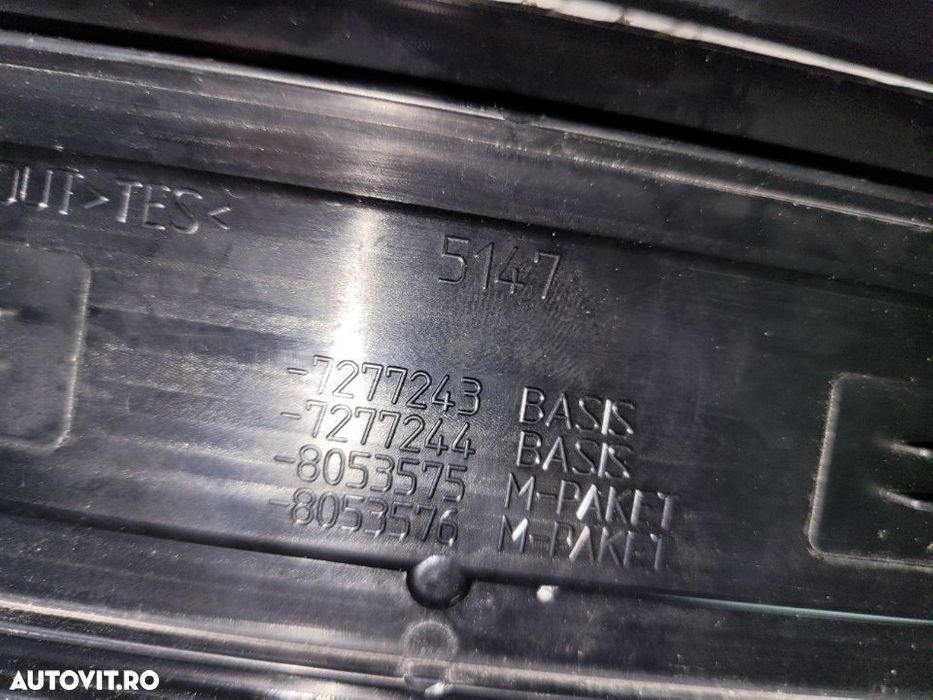 >TES<
5147
-7277243 BASIS
-7277244 BASIS
-8053575 M-PAKET
-8053576 M-PAKET
AUTOVIT.RO